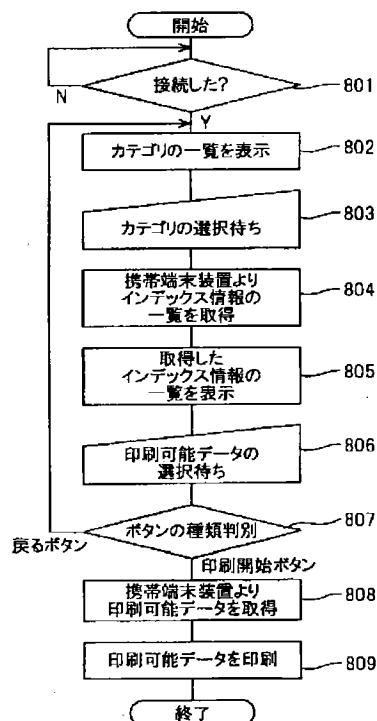 開始
接続した?
801
N
Y
カテゴリの一覧を表示
802
カテゴリの選択待ち
803
携帯端末装置より
インデックス情報の
一覧を取得
804
取得した
インデックス情報の
一覧を表示
805
印刷可能データの
選択待ち
806
ボタンの種類判別
807
戻るボタン
印刷開始ボタン
携帯端末装置より
印刷可能データを取得
808
印刷可能データを印刷
809
終了